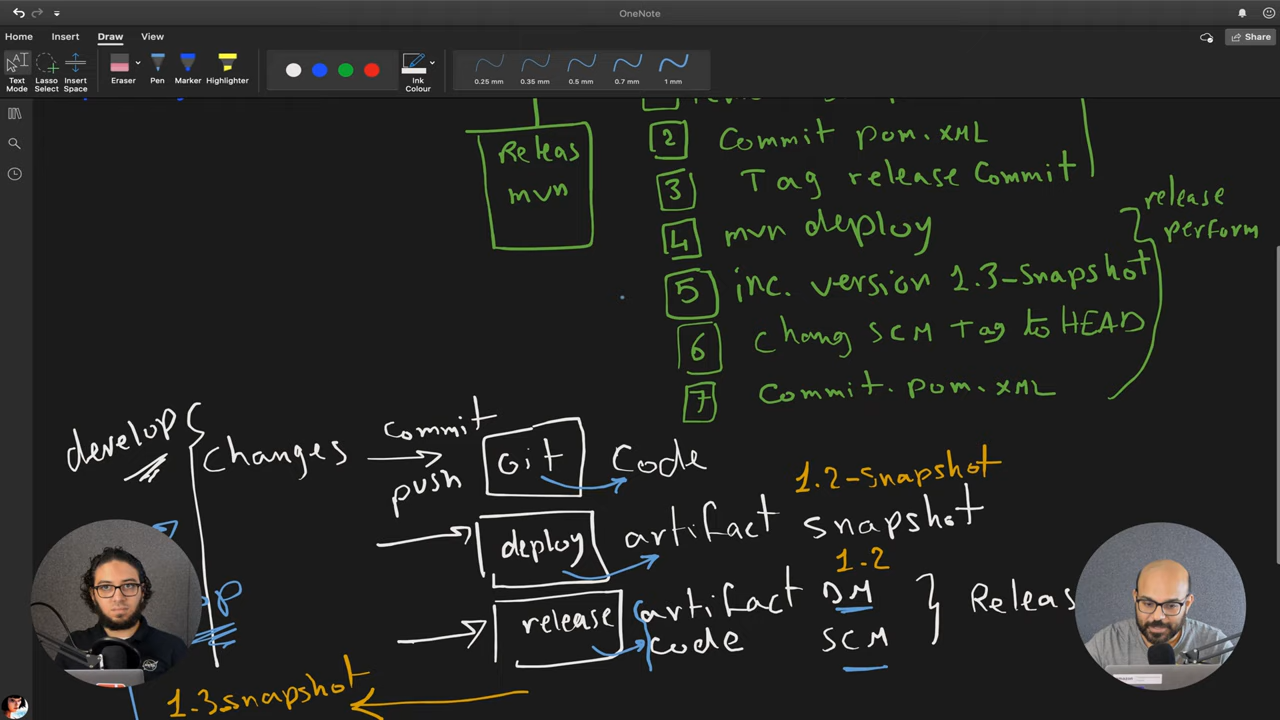 OneNote
Share
Home Insert Draw View
Text Mode
Lasso Select
Insert Space
Eraser
Pen
Marker
Highlighter
Ink Colour
0.25 mm
0.35 mm
0.5 mm
0.7 mm
1 mm
2 Commit pom.XML
3 Tag release Commit
4 mvn deploy
5 inc. version 1.3-snapshot
6 Chang SCM Tag to HEAD
7 Commit. pom.XML
release
perform
Releas
mvn
develop
Changes
Commit
push
Git Code
1.2-snapshot
deploy artifact snapshot
1.2
release artifact DM
code SCM
Releas
1.3-snapshot